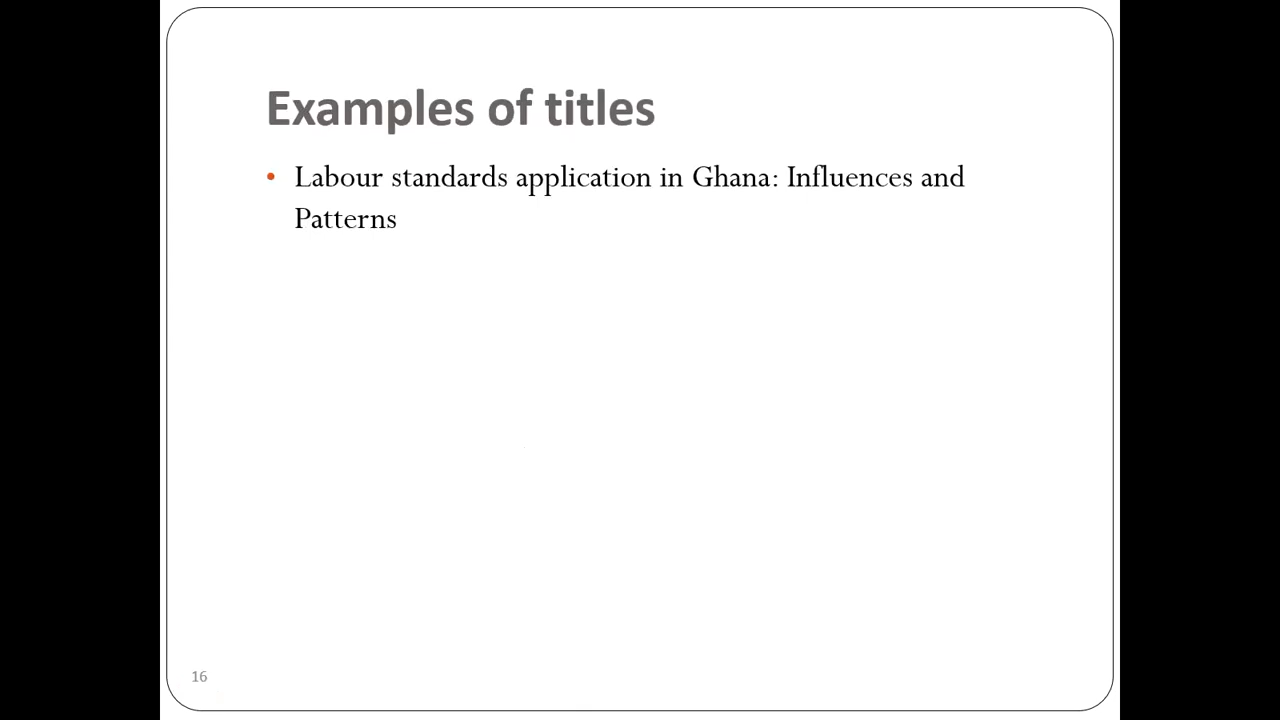 Examples of titles
• Labour standards application in Ghana: Influences and
Patterns
16